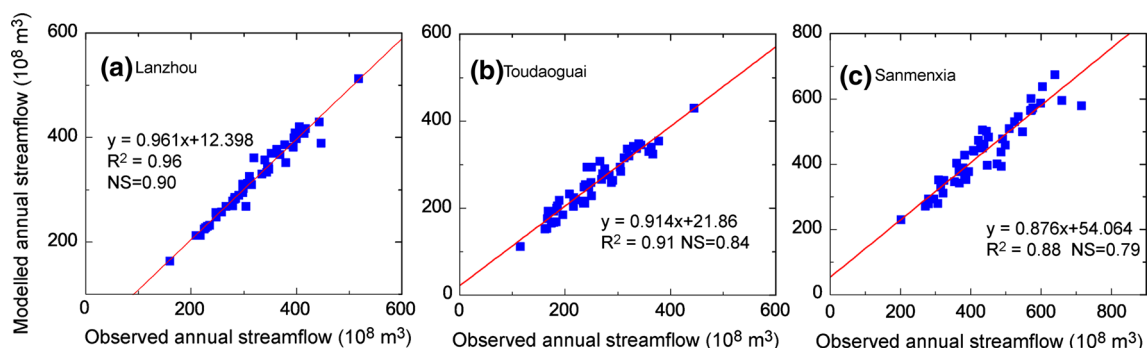 Modelled annual streamflow (10⁸ m³)
600
400
200
0
200
400
600
(a) Lanzhou
y = 0.961x+12.398
R² = 0.96
NS=0.90
Observed annual streamflow (10⁸ m³)
600
400
200
0
0
200
400
600
(b) Toudaoguai
y = 0.914x+21.86
R² = 0.91 NS=0.84
Observed annual streamflow (10⁸ m³)
800
600
400
200
0
0
200
400
600
800
(c) Sanmenxia
y = 0.876x+54.064
R² = 0.88 NS=0.79
Observed annual streamflow (10⁸ m³)